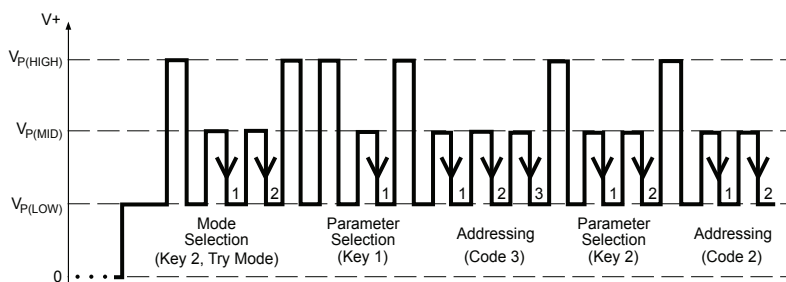 V+
VP(HIGH)
VP(MID)
1 2 1 1 2 3 1 2 1 2
VP(LOW)
Mode
Selection
(Key 2, Try Mode)
Parameter
Selection
(Key 1)
Addressing
(Code 3)
Parameter
Selection
(Key 2)
Addressing
(Code 2)
0